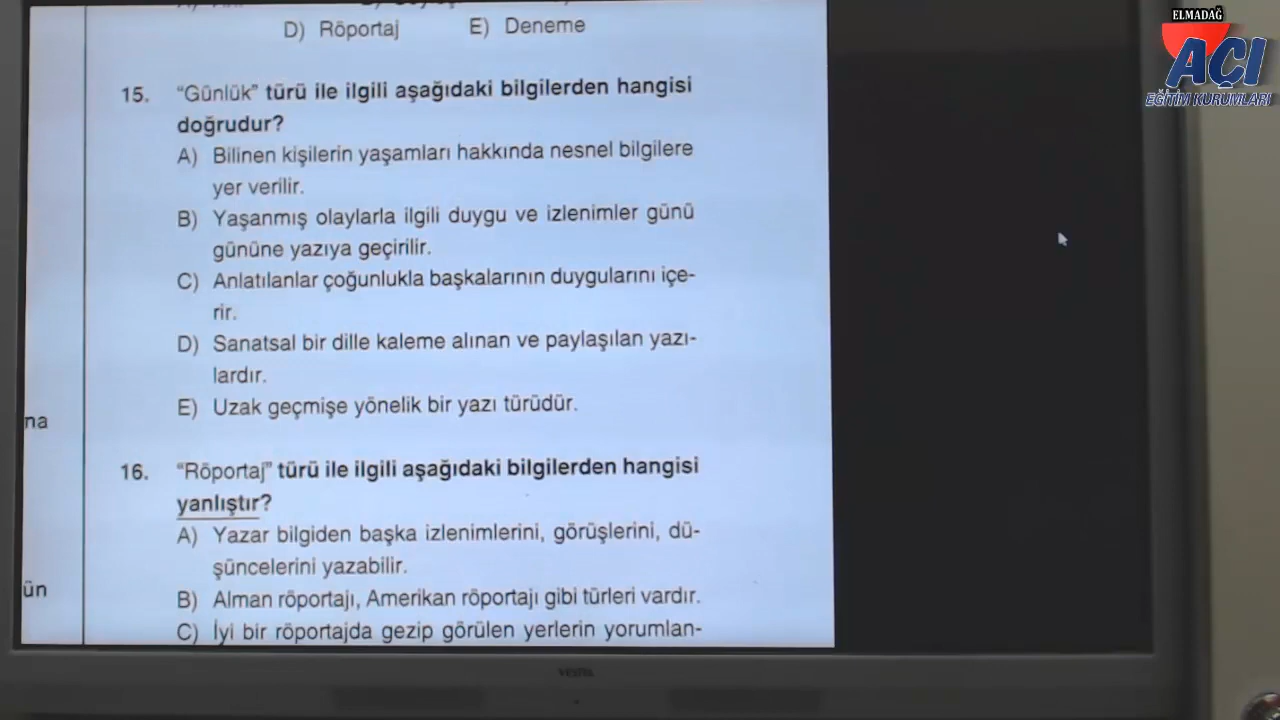 ELMADAĞ
AÇI
EĞİTİM KURUMLARI
D) Röportaj E) Deneme
15. "Günlük" türü ile ilgili aşağıdaki bilgilerden hangisi
doğrudur?
A) Bilinen kişilerin yaşamları hakkında nesnel bilgilere
yer verilir.
B) Yaşanmış olaylarla ilgili duygu ve izlenimler günü
gününe yazıya geçirilir.
C) Anlatılanlar çoğunlukla başkalarının duygularını içe-
rir.
D) Sanatsal bir dille kaleme alınan ve paylaşılan yazı-
lardır.
E) Uzak geçmişe yönelik bir yazı türüdür.
na
16. "Röportaj" türü ile ilgili aşağıdaki bilgilerden hangisi
yanlıştır?
A) Yazar bilgiden başka izlenimlerini, görüşlerini, dü-
şüncelerini yazabilir.
ün
B) Alman röportajı, Amerikan röportajı gibi türleri vardır.
C) İyi bir röportajda gezip görülen yerlerin yorumlan-
VESTEL